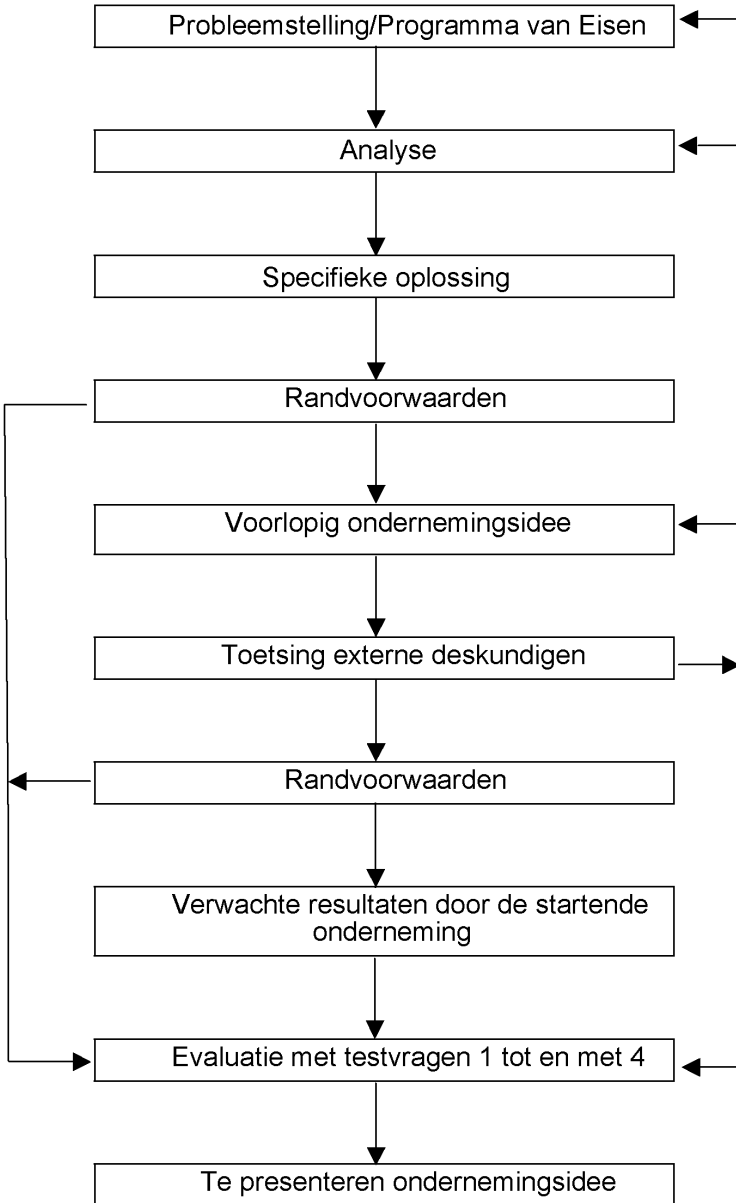 Probleemstelling/Programma van Eisen
Analyse
Specifieke oplossing
Randvoorwaarden
Voorlopig ondernemingsidee
Toetsing externe deskundigen
Randvoorwaarden
Verwachte resultaten door de startende
onderneming
Evaluatie met testvragen 1 tot en met 4
Te presenteren ondernemingsidee